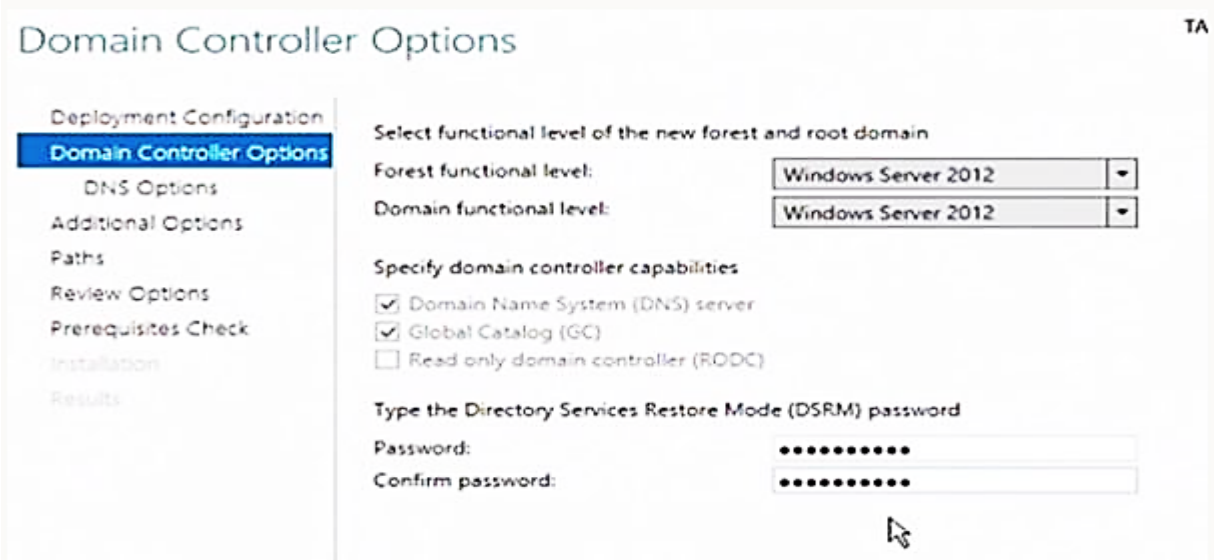 Domain Controller Options
TA
Deployment Configuration
Domain Controller Options
DNS Options
Additional Options
Paths
Review Options
Prerequisites Check
Installation
Results
Select functional level of the new forest and root domain
Forest functional level: Windows Server 2012
Domain functional level: Windows Server 2012
Specify domain controller capabilities
Domain Name System (DNS) server
Global Catalog (GC)
Read only domain controller (RODC)
Type the Directory Services Restore Mode (DSRM) password
Password: ••••••••••
Confirm password: ••••••••••